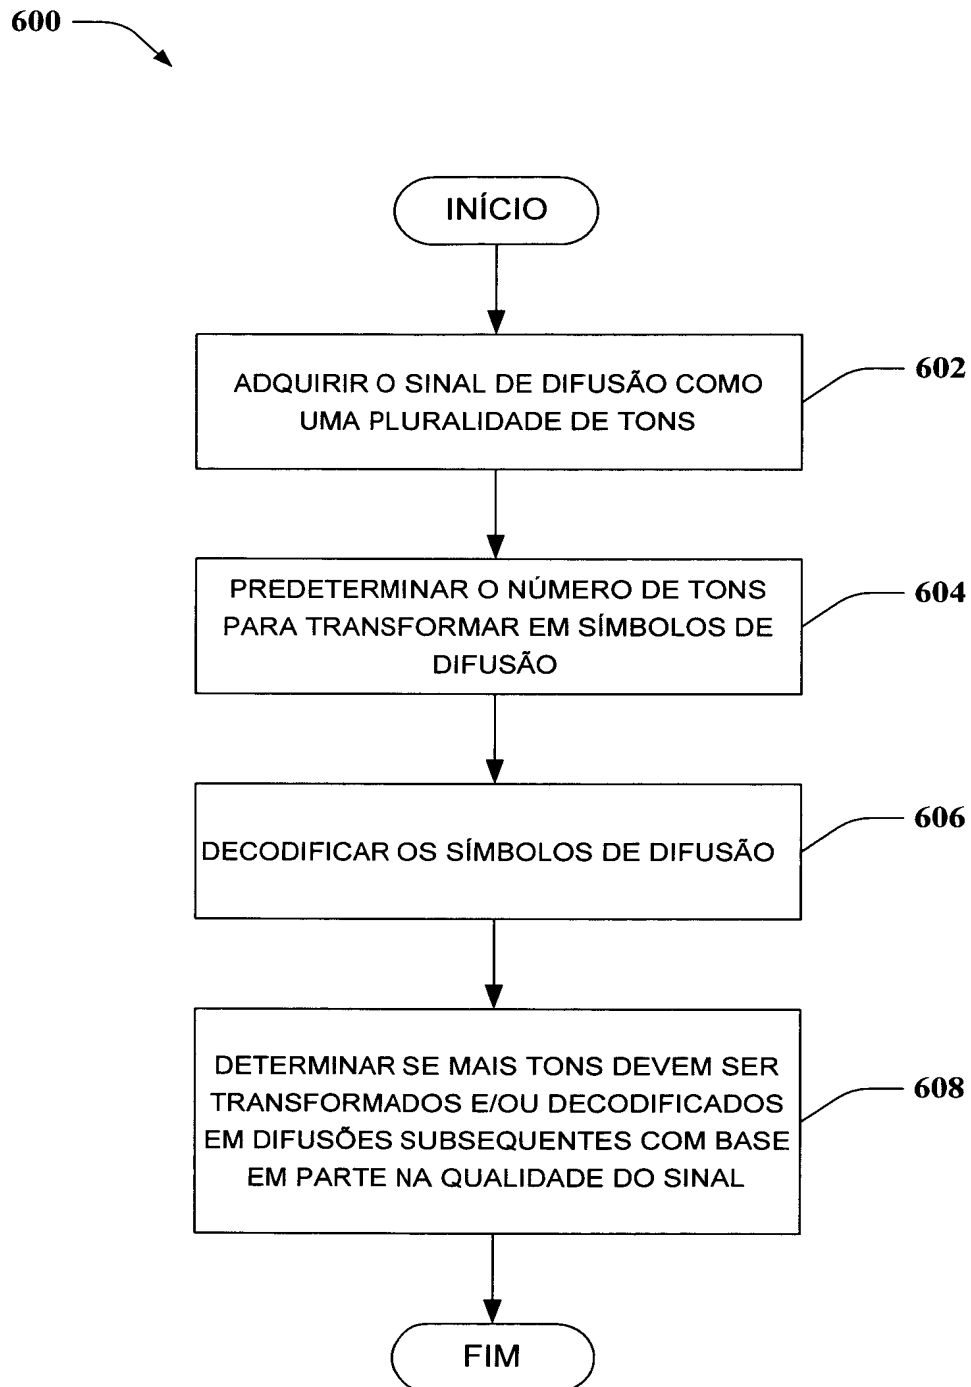 600
INÍCIO
ADQUIRIR O SINAL DE DIFUSÃO COMO
UMA PLURALIDADE DE TONS
602
PREDETERMINAR O NÚMERO DE TONS
PARA TRANSFORMAR EM SÍMBOLOS DE
DIFUSÃO
604
DECODIFICAR OS SÍMBOLOS DE DIFUSÃO
606
DETERMINAR SE MAIS TONS DEVEM SER
TRANSFORMADOS E/OU DECODIFICADOS
EM DIFUSÕES SUBSEQUENTES COM BASE
EM PARTE NA QUALIDADE DO SINAL
608
FIM